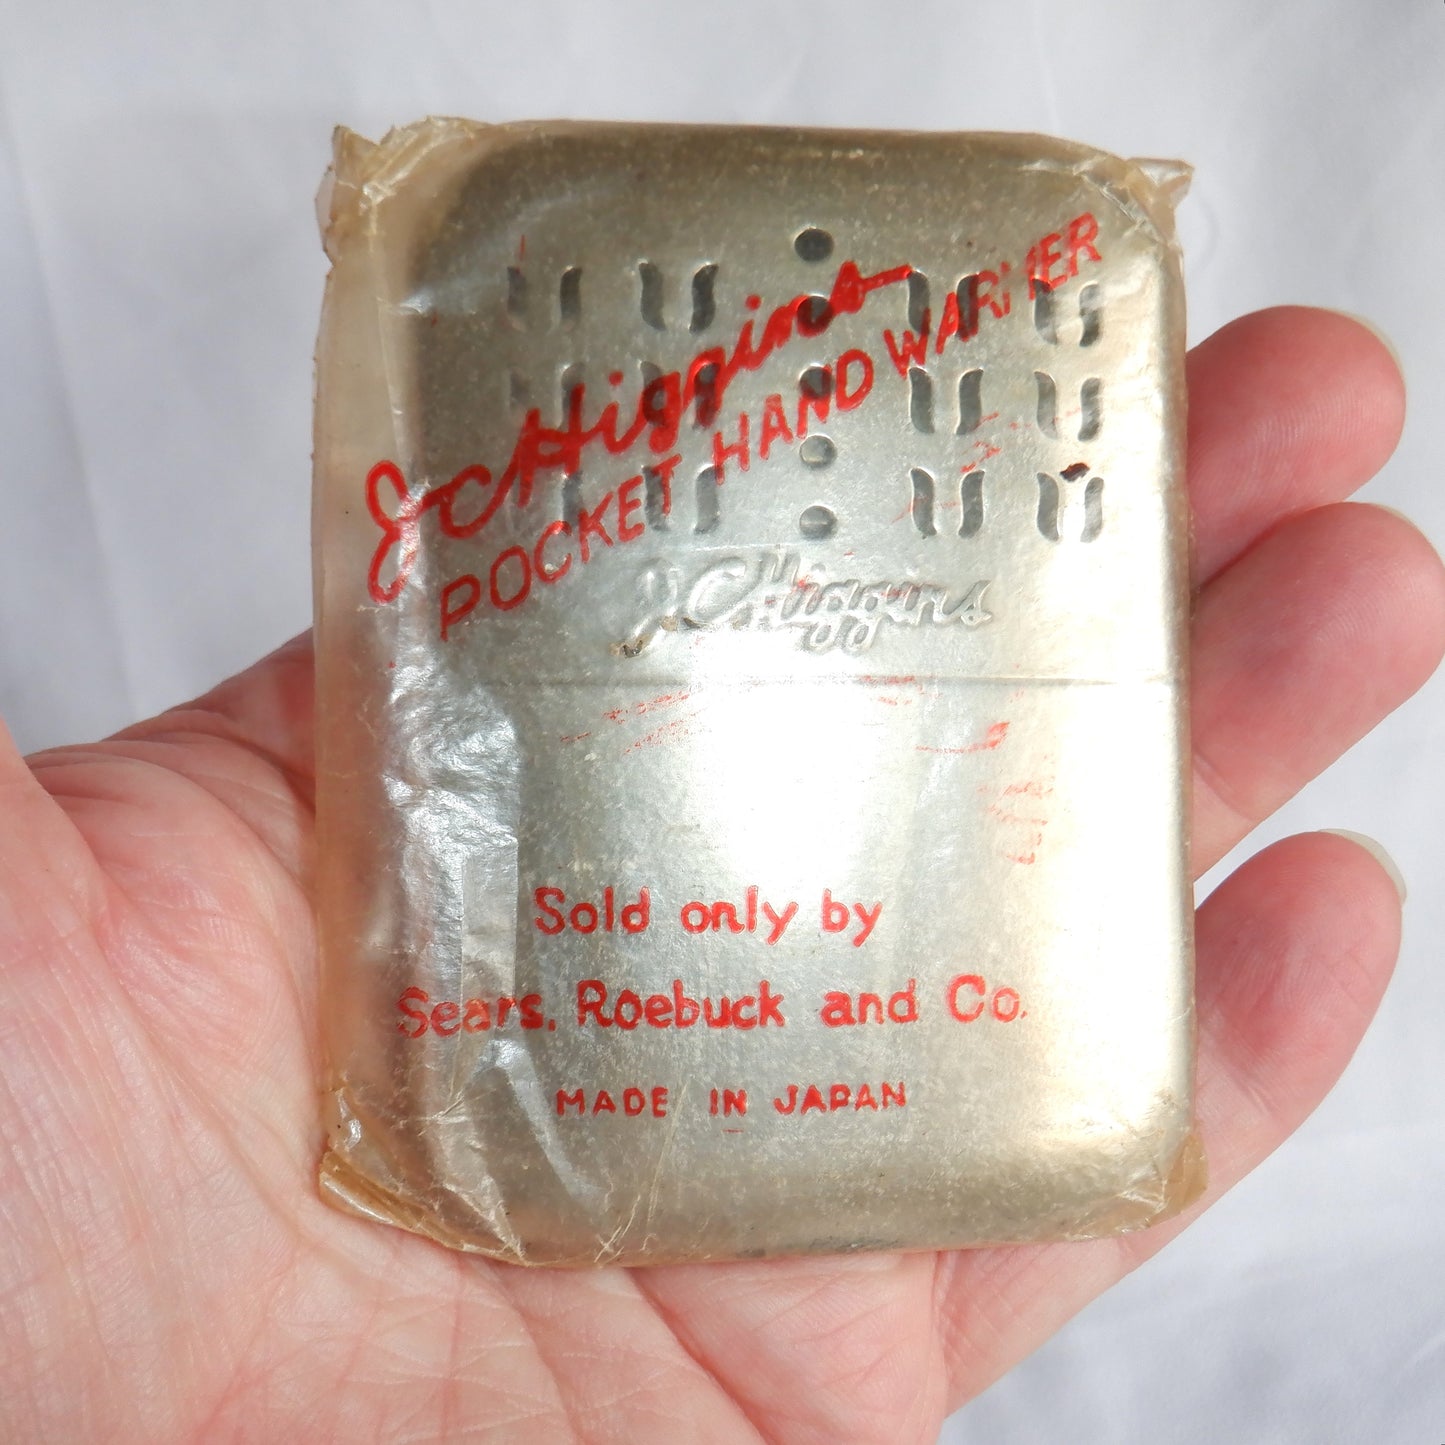 J.C. Higgins
POCKET HAND WARMER
J.C. Higgins
Sold only by
Sears, Roebuck and Co.
MADE IN JAPAN